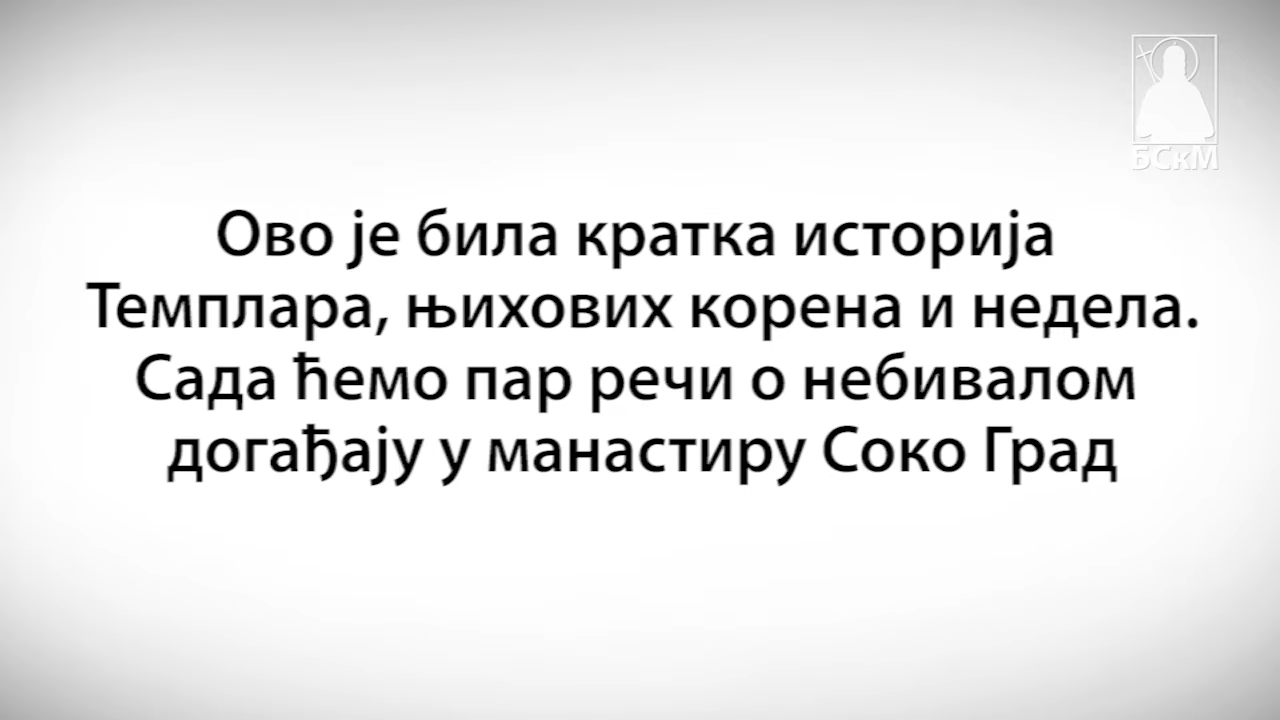 БСкМ
Ово је била кратка историја
Темплара, њихових корена и недела.
Сада ћемо пар речи о небивалом
догађају у манастиру Соко Град